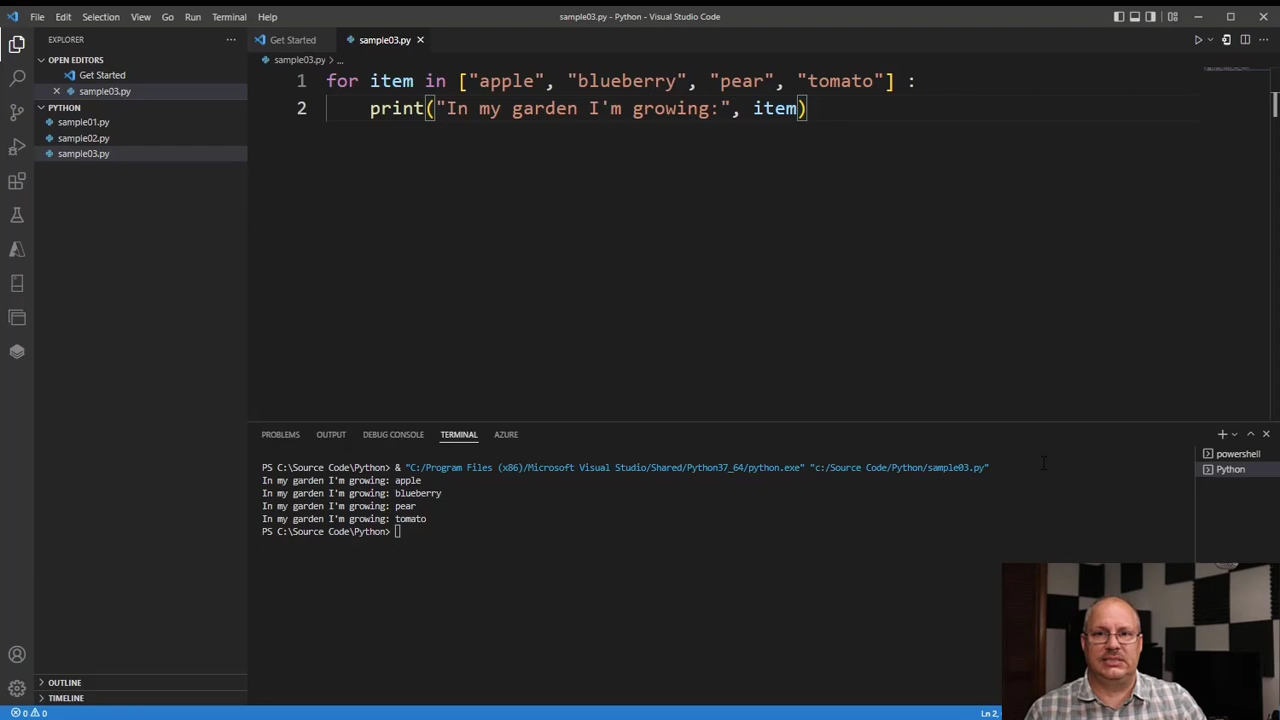 File Edit Selection View Go Run Terminal Help
sample03.py - Python - Visual Studio Code
EXPLORER
OPEN EDITORS
Get Started
sample03.py
PYTHON
sample01.py
sample02.py
sample03.py
OUTLINE
TIMELINE
Get Started
sample03.py
sample03.py > ...
1 for item in ["apple", "blueberry", "pear", "tomato"] :
2 print("In my garden I'm growing:", item)
PROBLEMS OUTPUT DEBUG CONSOLE TERMINAL AZURE
PS C:\Source Code\Python> & "C:/Program Files (x86)/Microsoft Visual Studio/Shared/Python37_64/python.exe" "c:/Source Code/Python/sample03.py"
In my garden I'm growing: apple
In my garden I'm growing: blueberry
In my garden I'm growing: pear
In my garden I'm growing: tomato
PS C:\Source Code\Python>
powershell
Python
0 0
Ln 2,